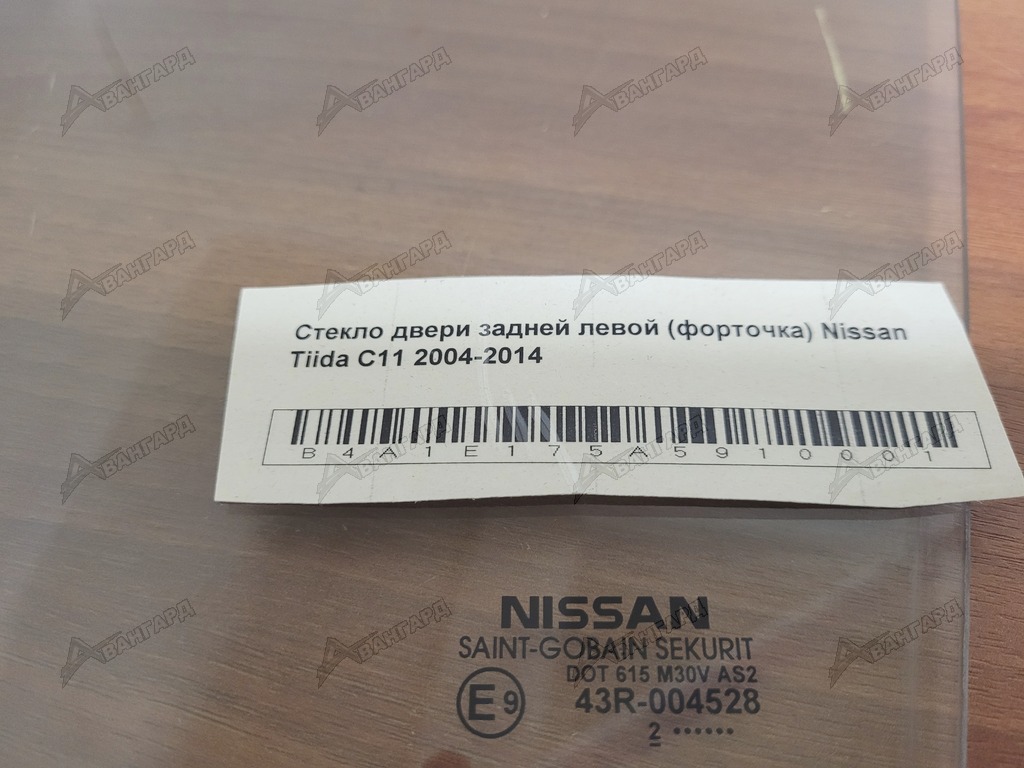 Стекло двери задней левой (форточка) Nissan
Tiida C11 2004-2014
B4A1E175A5910001
NISSAN
SAINT-GOBAIN SEKURIT
DOT 615 M30V AS2
E9 43R-004528
2 ......
АВАНГАРД